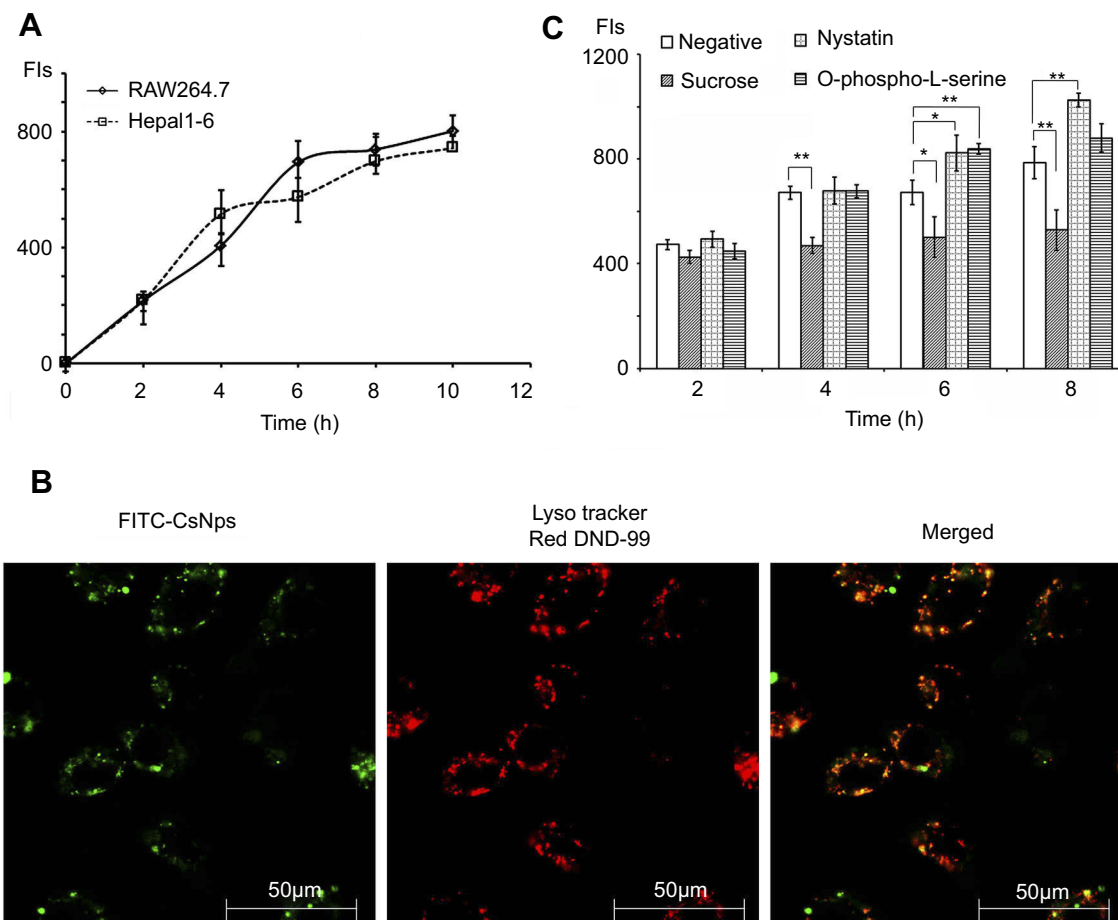 A
FIs
RAW264.7
Hepal1-6
800
400
0
0 2 4 6 8 10 12
Time (h)
C
FIs
Negative
Nystatin
Sucrose
O-phospho-L-serine
1200
800
400
0
**
**
*
*
**
**
2 4 6 8
Time (h)
B
FITC-CsNps
Lyso tracker
Red DND-99
Merged
50μm
50μm
50μm